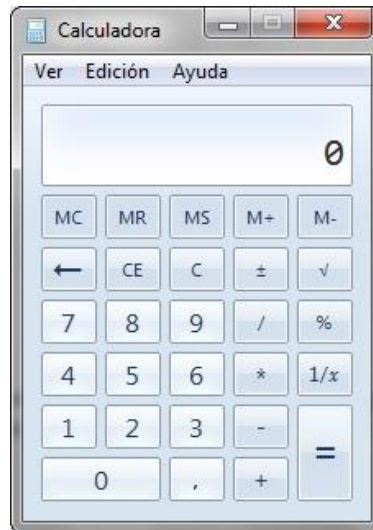 Calculadora
Ver Edición Ayuda
0
MC MR MS M+ M-
← CE C ± √
7 8 9 / %
4 5 6 * 1/x
1 2 3 - =
0 , +